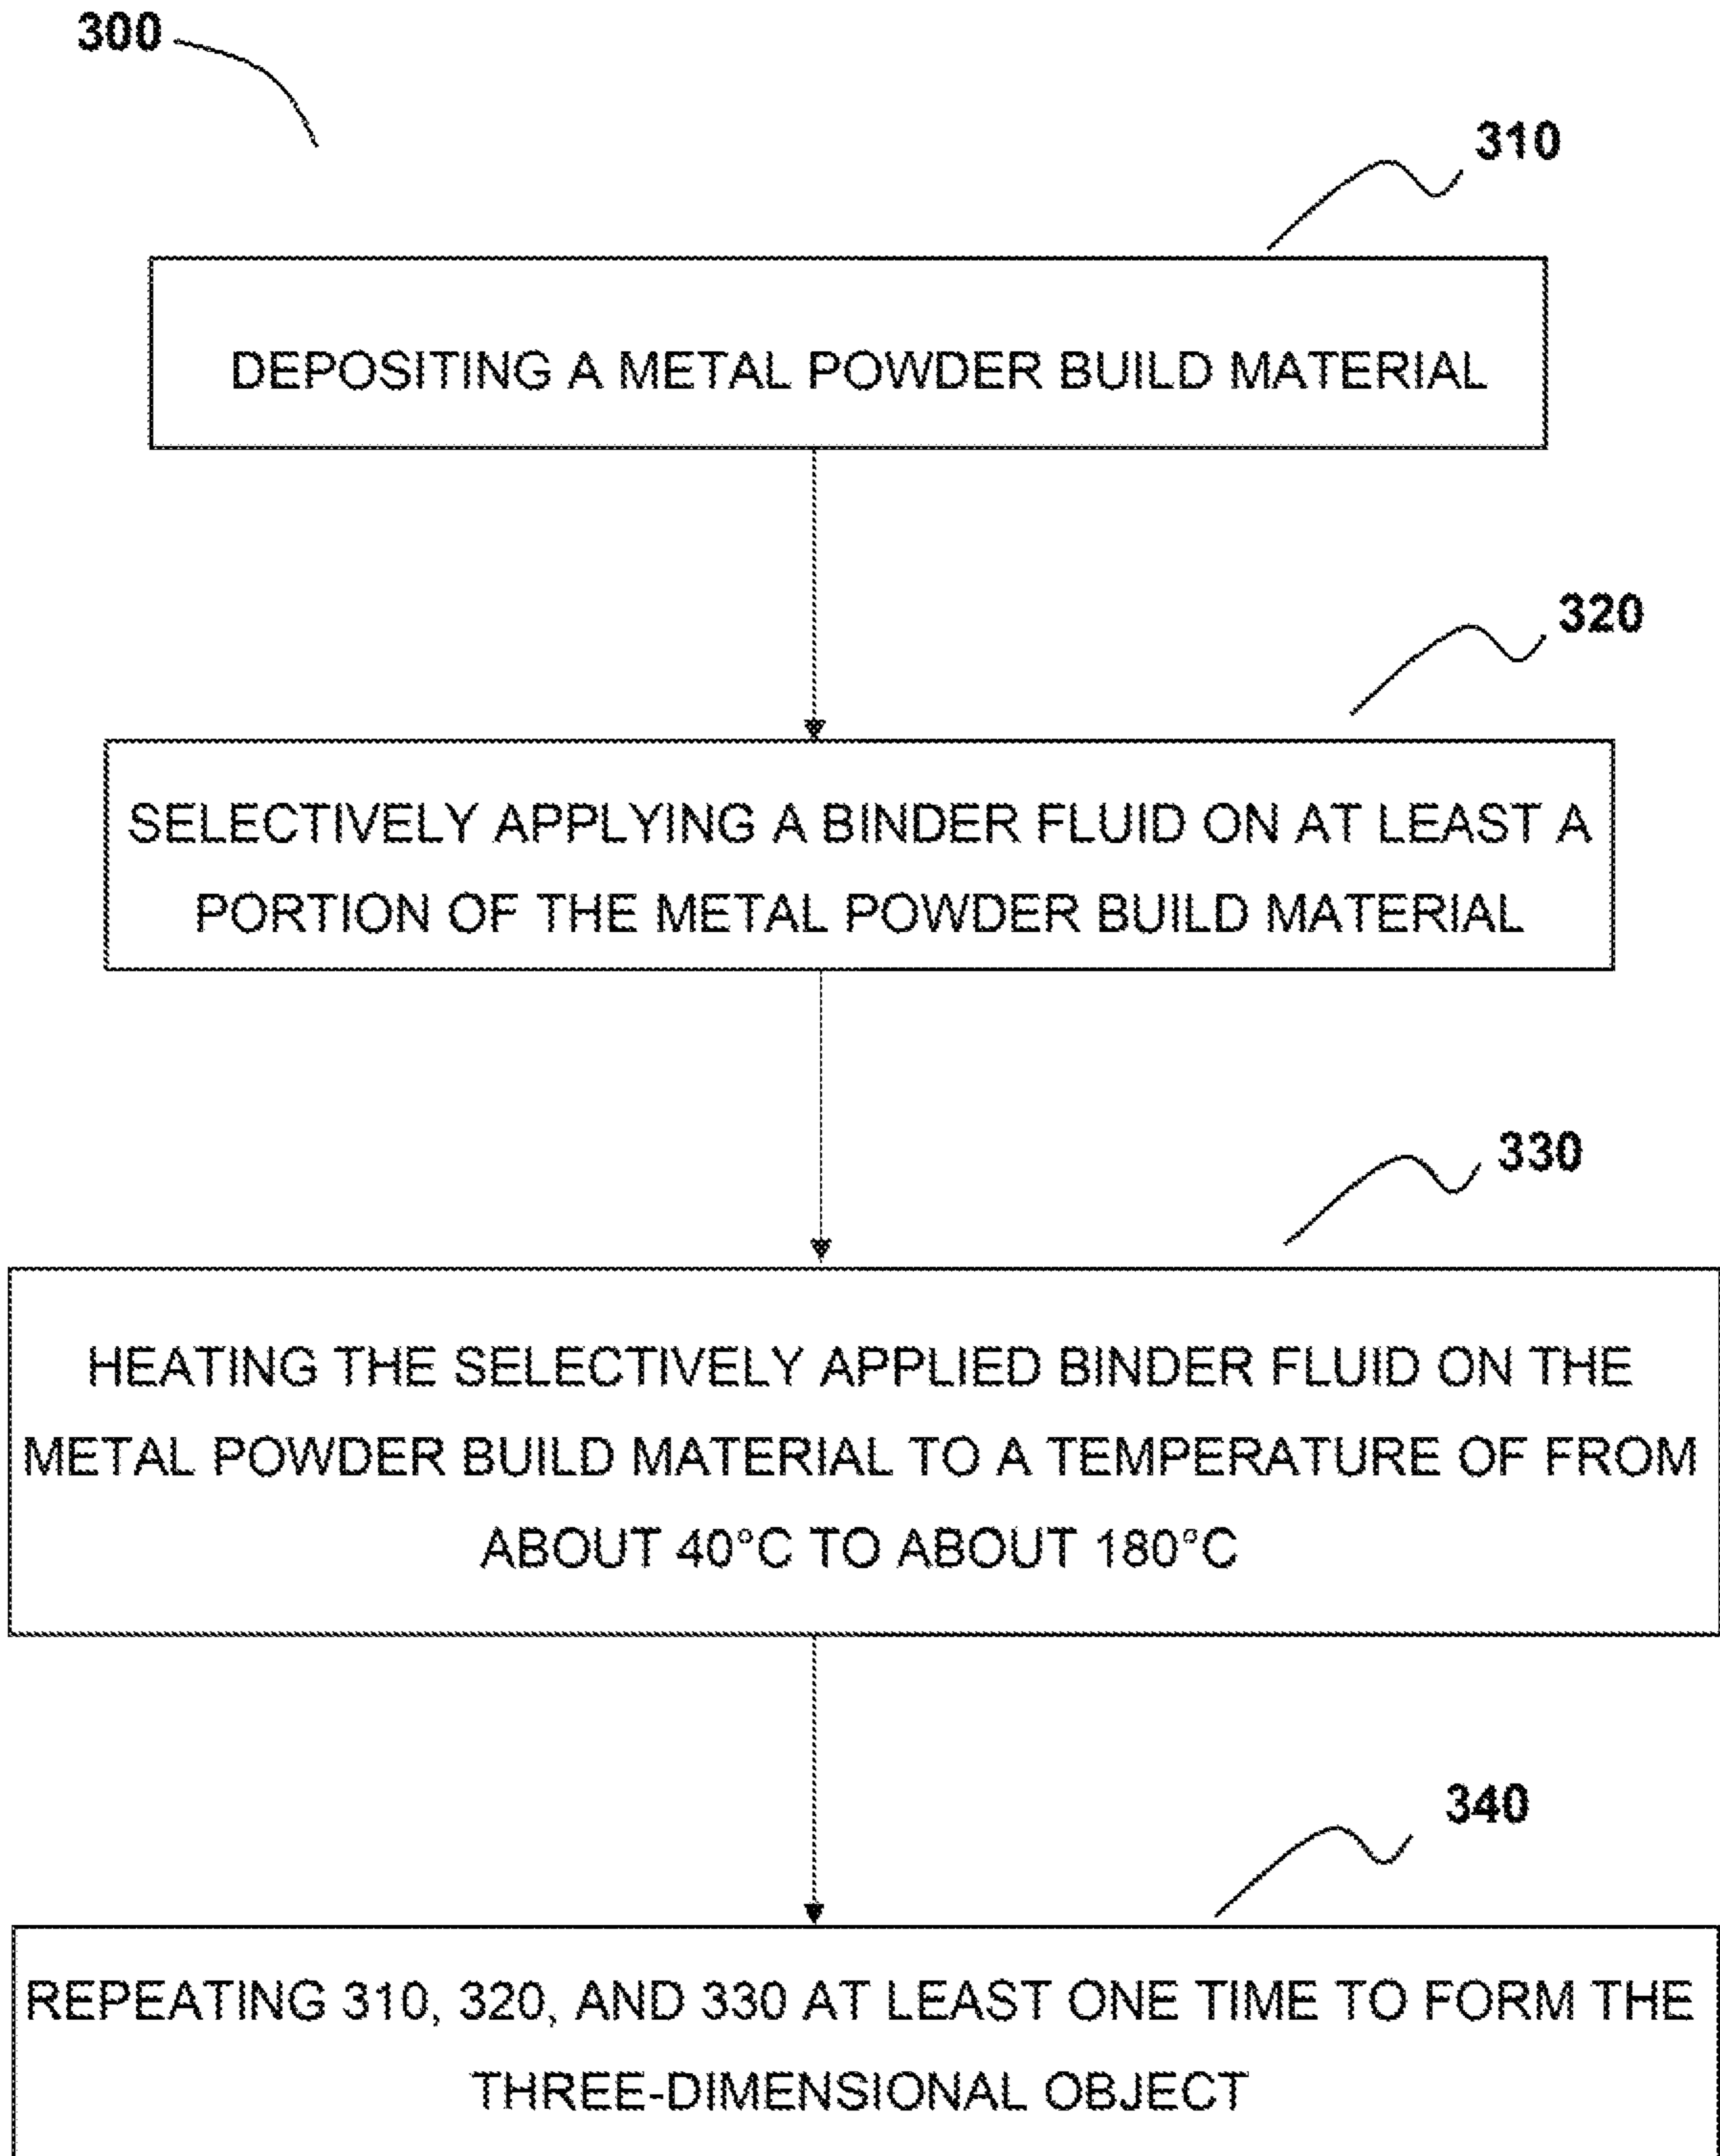 300
310
DEPOSITING A METAL POWDER BUILD MATERIAL
320
SELECTIVELY APPLYING A BINDER FLUID ON AT LEAST A
PORTION OF THE METAL POWDER BUILD MATERIAL
330
HEATING THE SELECTIVELY APPLIED BINDER FLUID ON THE
METAL POWDER BUILD MATERIAL TO A TEMPERATURE OF FROM
ABOUT 40°C TO ABOUT 180°C
340
REPEATING 310, 320, AND 330 AT LEAST ONE TIME TO FORM THE
THREE-DIMENSIONAL OBJECT